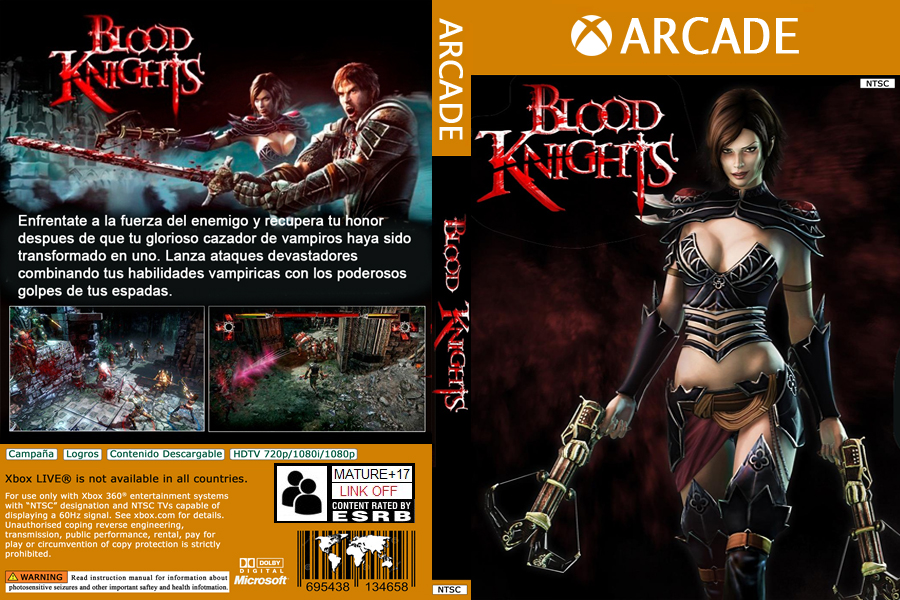 BLOOD
KNIGHTS
Enfrentate a la fuerza del enemigo y recupera tu honor
despues de que tu glorioso cazador de vampiros haya sido
transformado en uno. Lanza ataques devastadores
combinando tus habilidades vampiricas con los poderosos
golpes de tus espadas.
Campaña Logros Contenido Descargable HDTV 720p/1080i/1080p
Xbox LIVE® is not available in all countries.
For use only with Xbox 360® entertainment systems
with “NTSC” designation and NTSC TVs capable of
displaying a 60Hz signal. See xbox.com for details.
Unauthorised coping reverse engineering,
transmission, public performance, rental, pay for
play or circumvention of copy protection is strictly
prohibited.
MATURE+17
LINK OFF
CONTENT RATED BY
ESRB
WARNING Read instruction manual for information about
photosensitive seizures and other important saftey and health infotmation.
DOLBY
DIGITAL
Microsoft®
695438 134658
ARCADE
BLOOD KNIGHTS
NTSC
ARCADE
NTSC
BLOOD
KNIGHTS